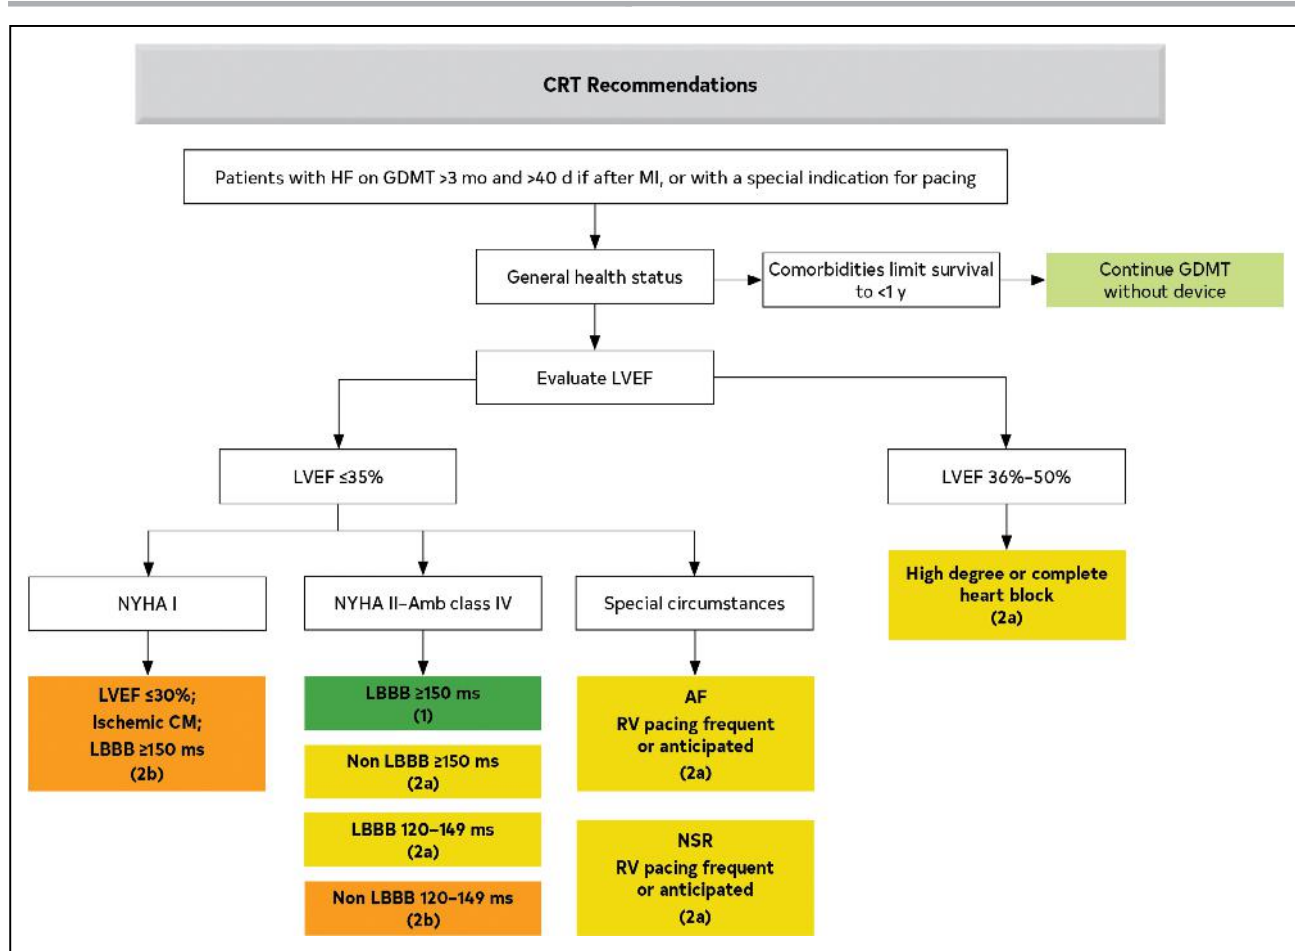 CRT Recommendations
Patients with HF on GDMT >3 mo and >40 d if after MI, or with a special indication for pacing
General health status
Comorbidities limit survival
to <1 y
Continue GDMT
without device
Evaluate LVEF
LVEF ≤35%
LVEF 36%–50%
High degree or complete
heart block
(2a)
NYHA I
NYHA II–Amb class IV
Special circumstances
LVEF ≤30%;
Ischemic CM;
LBBB ≥150 ms
(2b)
LBBB ≥150 ms
(1)
Non LBBB ≥150 ms
(2a)
LBBB 120–149 ms
(2a)
Non LBBB 120–149 ms
(2b)
AF
RV pacing frequent
or anticipated
(2a)
NSR
RV pacing frequent
or anticipated
(2a)